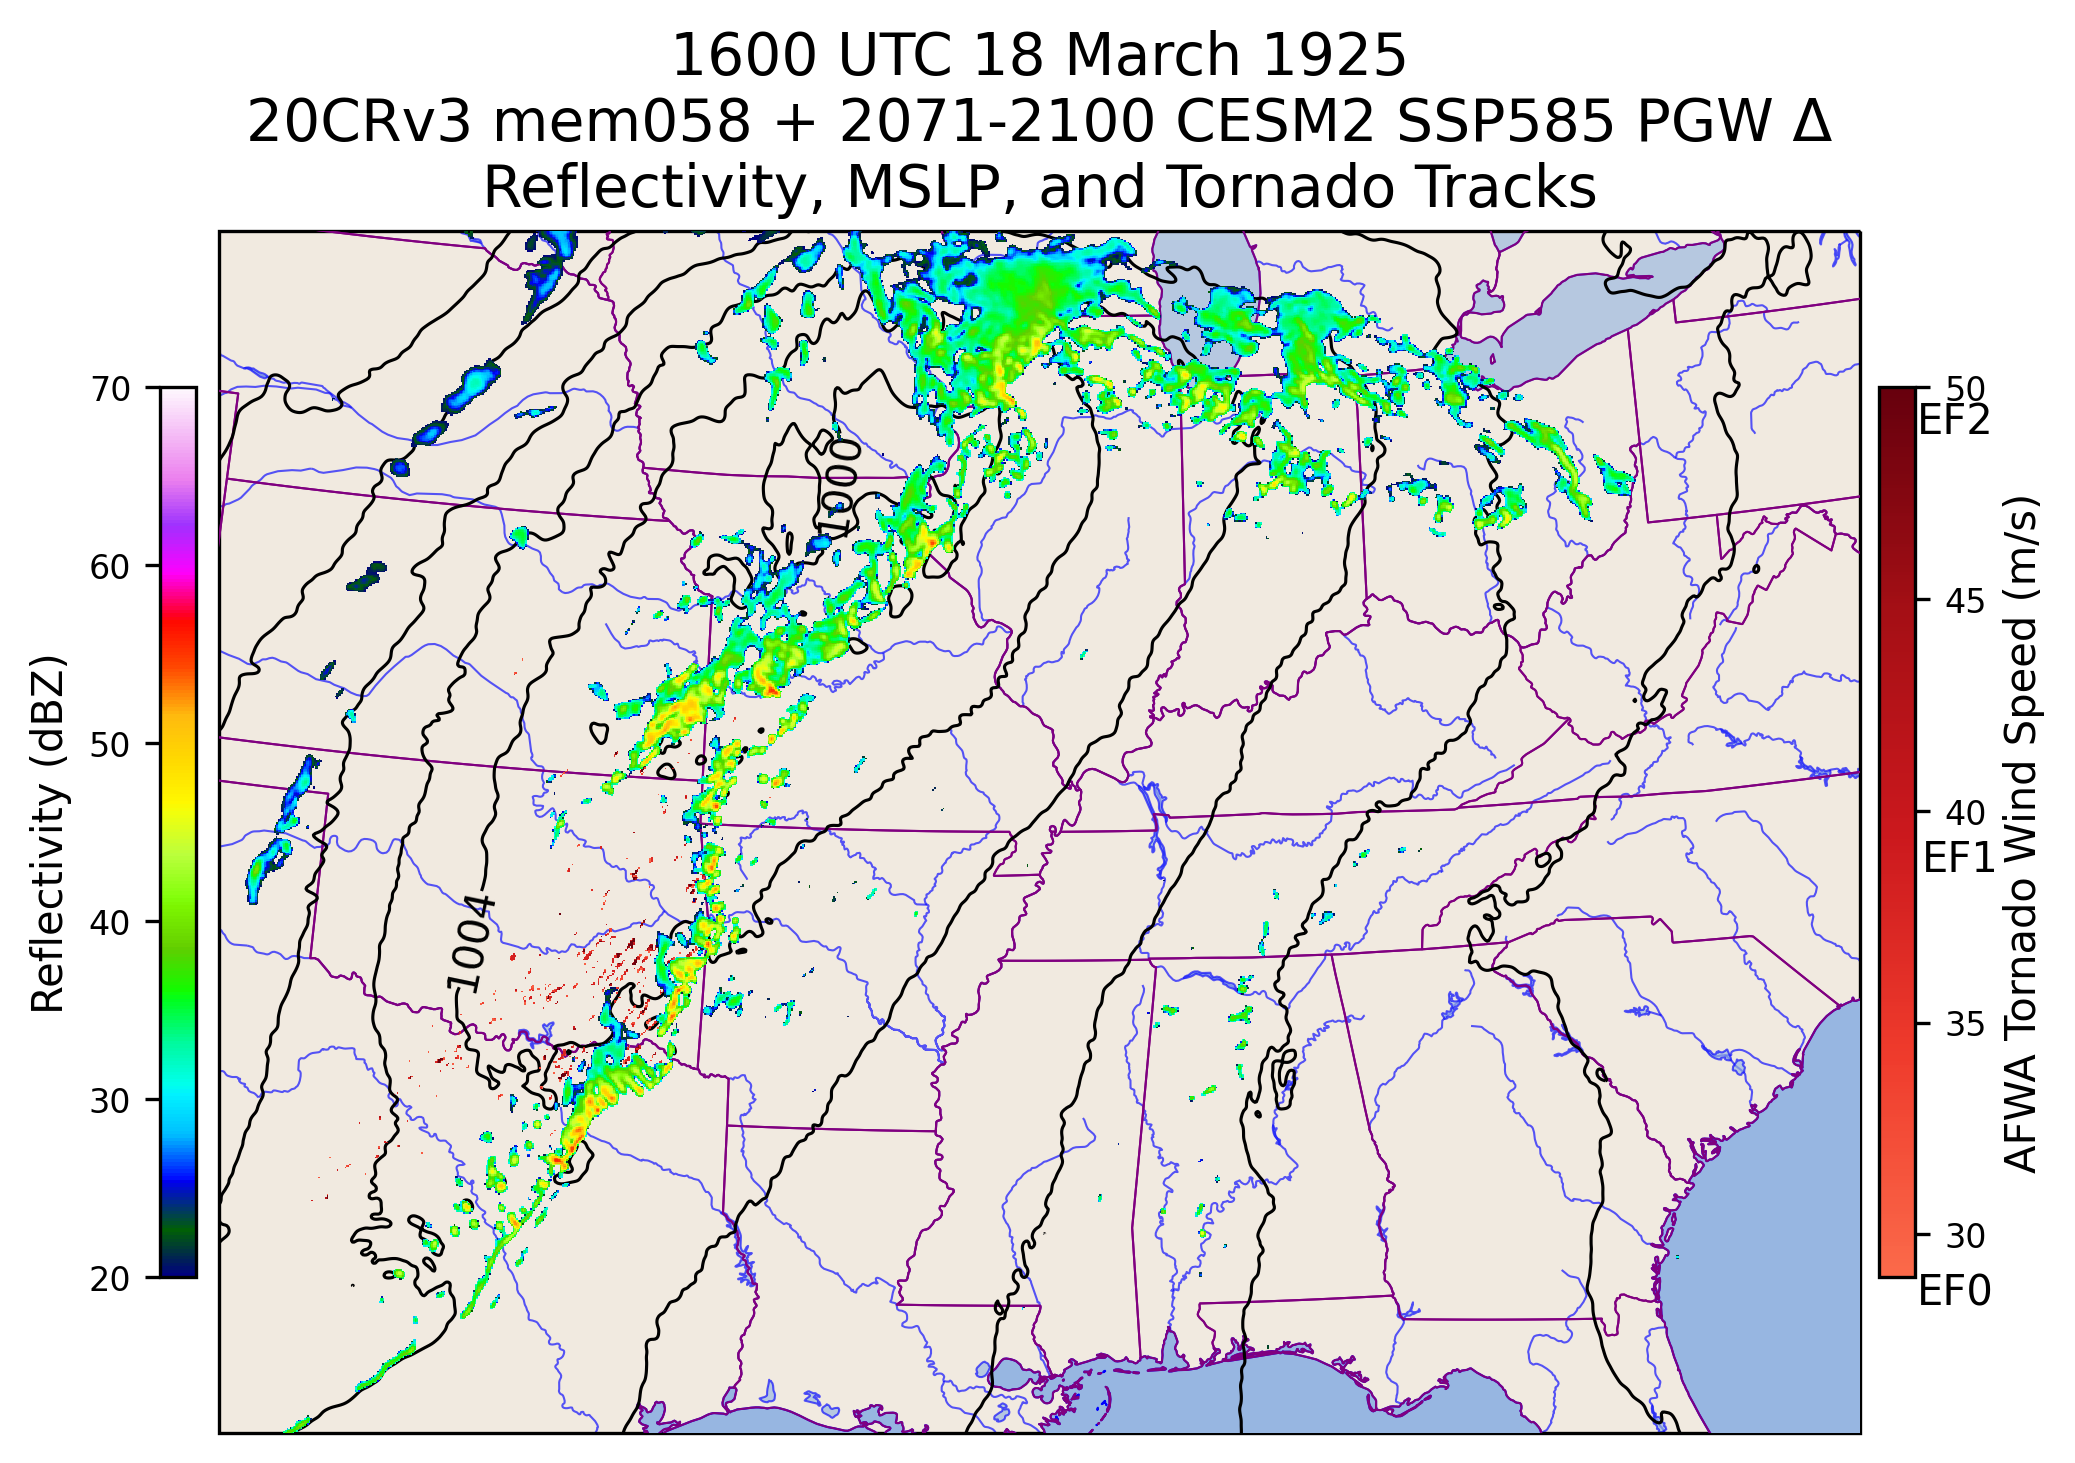 1600 UTC 18 March 1925
20CRv3 mem058 + 2071-2100 CESM2 SSP585 PGW Δ
Reflectivity, MSLP, and Tornado Tracks
70
60
50
40
30
20
Reflectivity (dBZ)
1000
1004
50
EF2
45
40
EF1
35
30
EF0
AFWA Tornado Wind Speed (m/s)